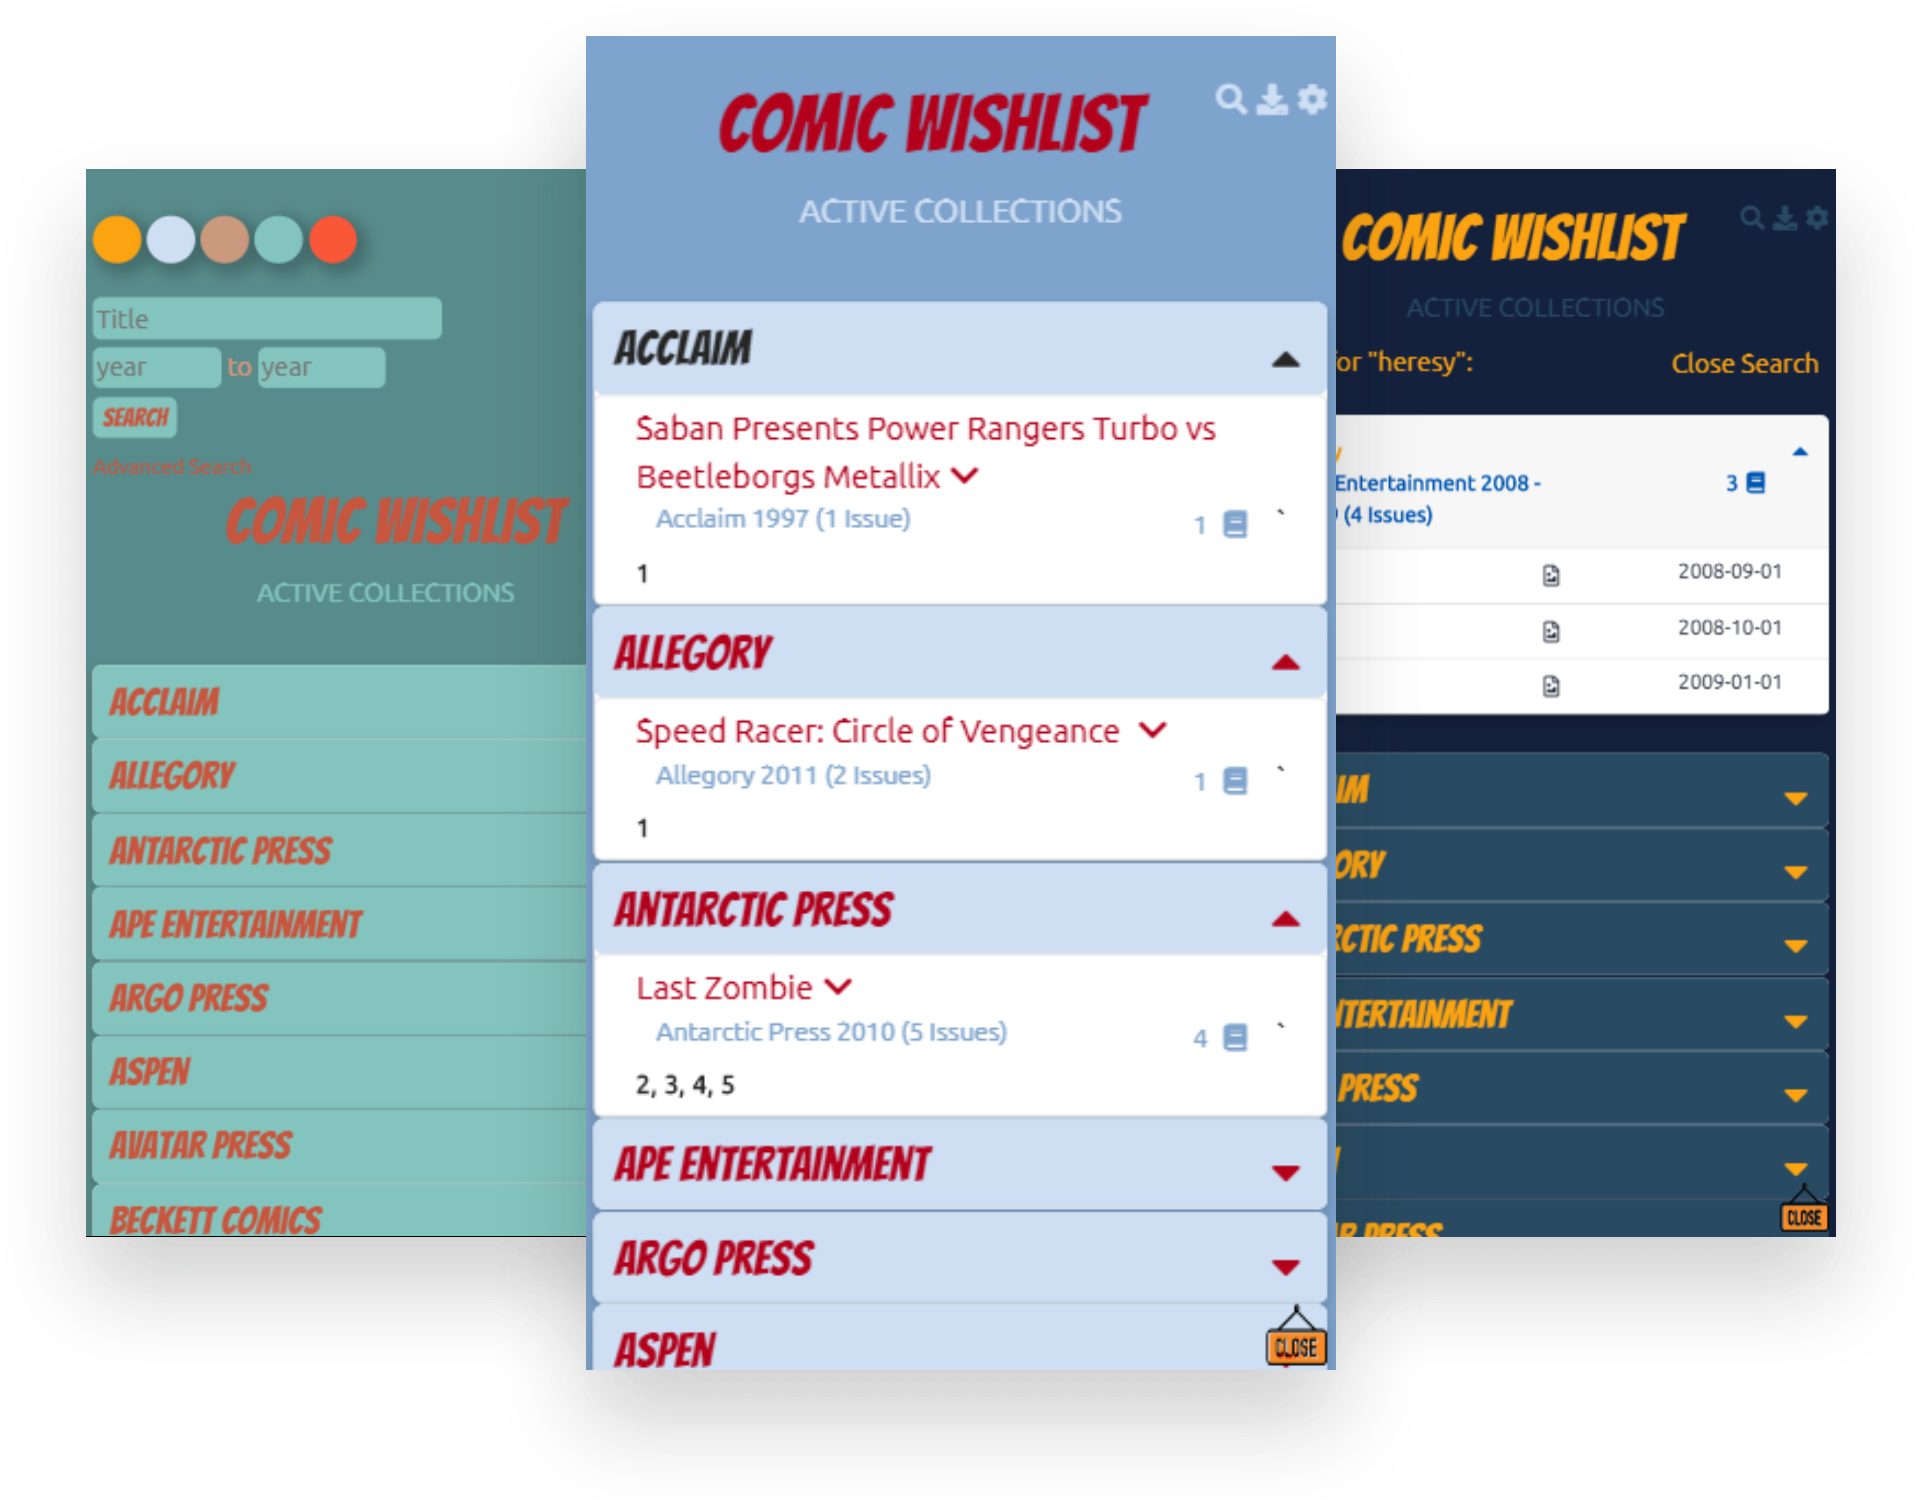 Title
year to year
SEARCH
Advanced Search
COMIC WISHLIST
ACTIVE COLLECTIONS
ACCLAIM
ALLEGORY
ANTARCTIC PRESS
APE ENTERTAINMENT
ARGO PRESS
ASPEN
AVATAR PRESS
BECKETT COMICS
COMIC WISHLIST
ACTIVE COLLECTIONS
ACCLAIM
Saban Presents Power Rangers Turbo vs
Beetleborgs Metallix
Acclaim 1997 (1 Issue)
1
1
ALLEGORY
Speed Racer: Circle of Vengeance
Allegory 2011 (2 Issues)
1
1
ANTARCTIC PRESS
Last Zombie
Antarctic Press 2010 (5 Issues)
4
2, 3, 4, 5
APE ENTERTAINMENT
ARGO PRESS
ASPEN
CLOSE
COMIC WISHLIST
ACTIVE COLLECTIONS
or "heresy":
Close Search
Entertainment 2008 -
(4 Issues)
3
2008-09-01
2008-10-01
2009-01-01
IM
ORY
RCTIC PRESS
NTERTAINMENT
PRESS
R PRESS
CLOSE